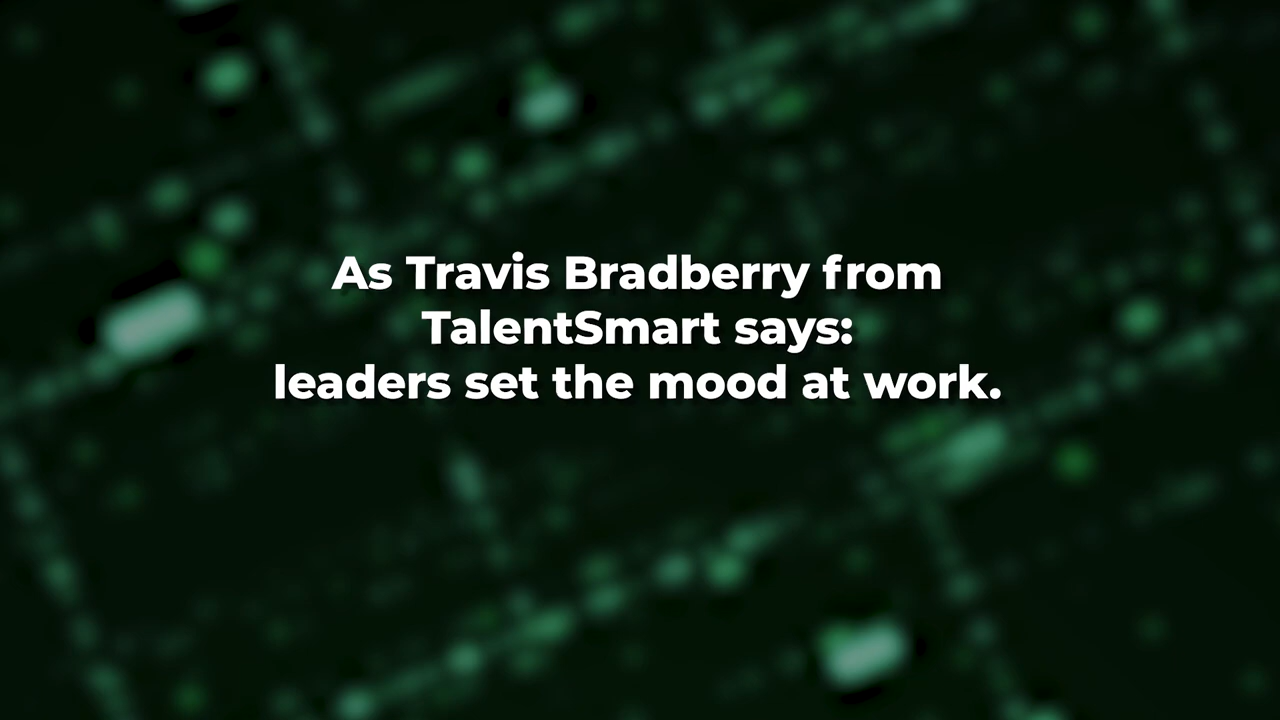 As Travis Bradberry from
TalentSmart says:
leaders set the mood at work.